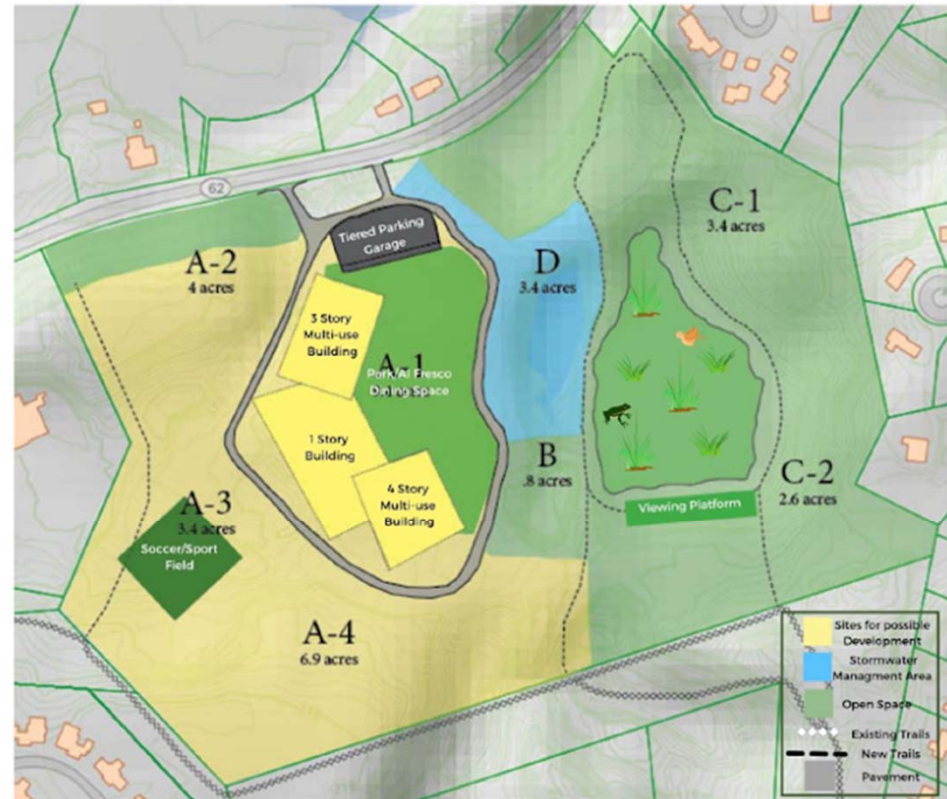 62
Tiered Parking
Garage
A-2
4 acres
C-1
3.4 acres
D
3.4 acres
3 Story
Multi-use
Building
A-1
Park/Al Fresco
Dining Space
1 Story
Building
4 Story
Multi-use
Building
B
.8 acres
C-2
2.6 acres
Viewing Platform
A-3
3.4 acres
Soccer/Sport
Field
A-4
6.9 acres
Sites for possible
Development
Stormwater
Managment Area
Open Space
Existing Trails
New Trails
Pavement